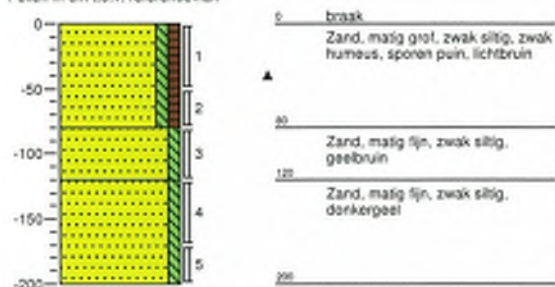 0
-50
-100
-150
-200
1
2
3
4
5
0 braak
Zand, matig grof, zwak siltig, zwak
humeus, sporen puin, lichtbruin
80
Zand, matig fijn, zwak siltig,
geelbruin
120
Zand, matig fijn, zwak siltig,
donkergeel
200